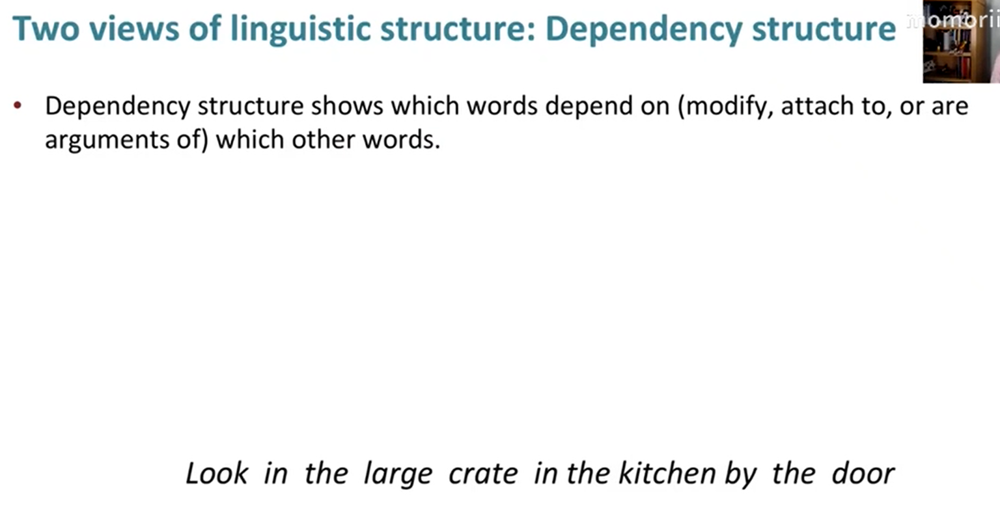 Two views of linguistic structure: Dependency structure
• Dependency structure shows which words depend on (modify, attach to, or are
arguments of) which other words.
Look in the large crate in the kitchen by the door